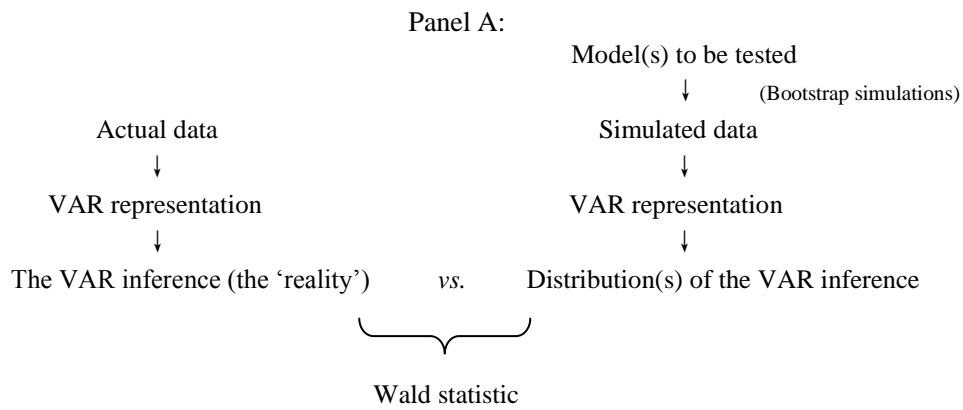 Panel A:
Model(s) to be tested
(Bootstrap simulations)
Actual data
Simulated data
VAR representation
VAR representation
The VAR inference (the ‘reality’) vs. Distribution(s) of the VAR inference
Wald statistic